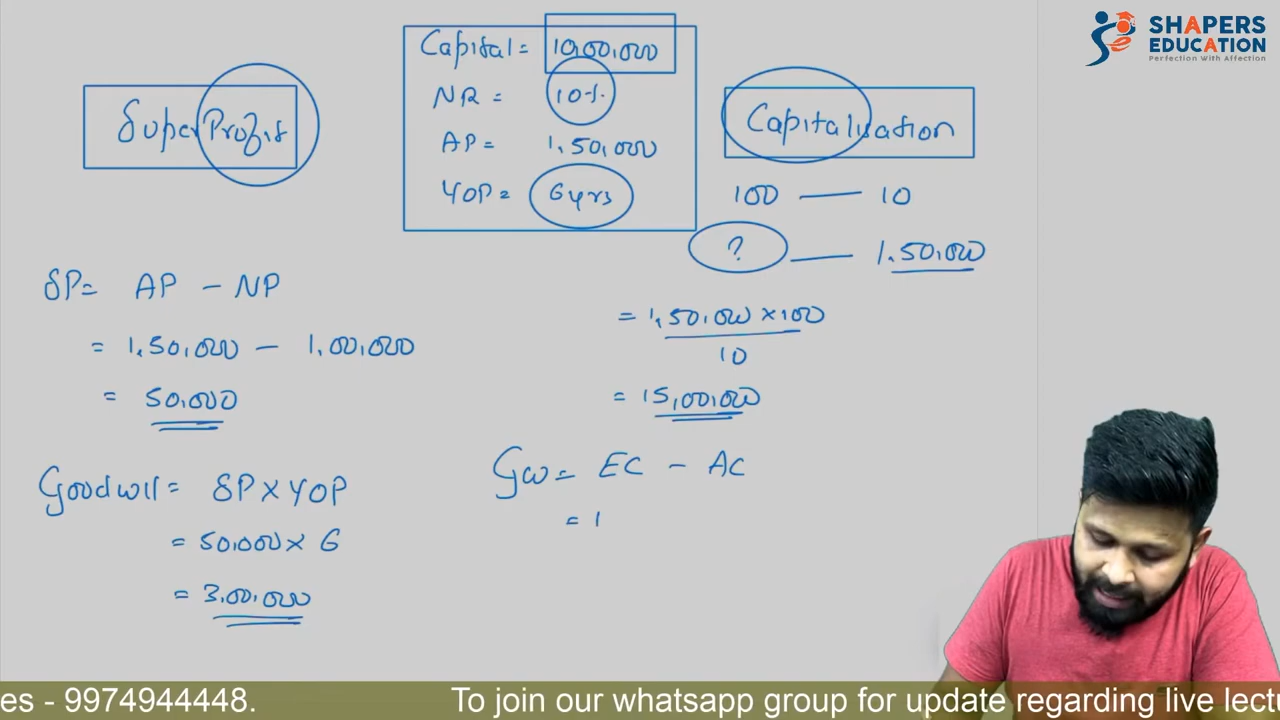 SHAPERS
EDUCATION
Perfection With Affection
Capital = 10,00,000
NR = 10%
AP = 1,50,000
YOP = 6 yrs
Super Profit
SP = AP - NP
= 1,50,000 - 1,00,000
= 50,000
Goodwill = SP x YOP
= 50,000 x 6
= 3,00,000
Capitaluation
100 — 10
? — 1,50,000
= 1,50,000 x 100
10
= 15,00,000
GW = EC - AC
= 1
es - 9974944448. To join our whatsapp group for update regarding live lectu